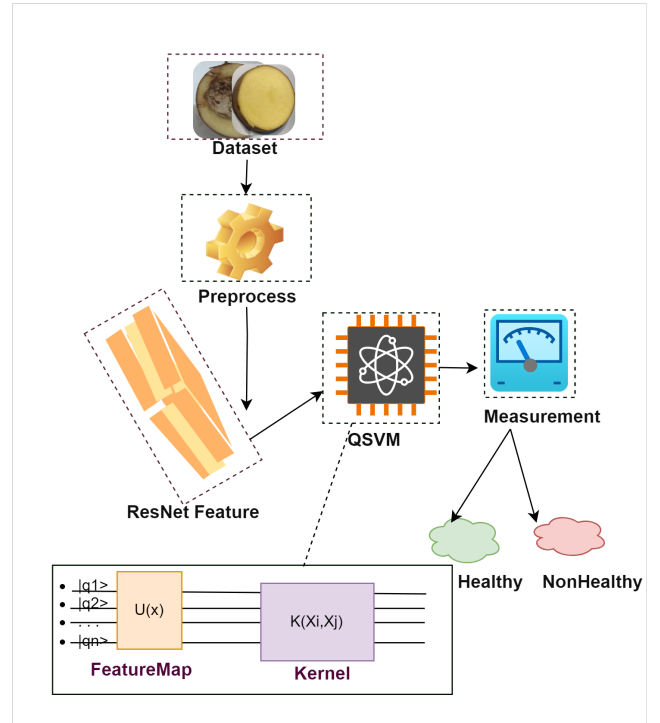 Dataset
Preprocess
ResNet Feature
QSVM
Measurement
Healthy
NonHealthy
|q1>
|q2>
. . .
|qn>
U(x)
K(Xi,Xj)
FeatureMap
Kernel